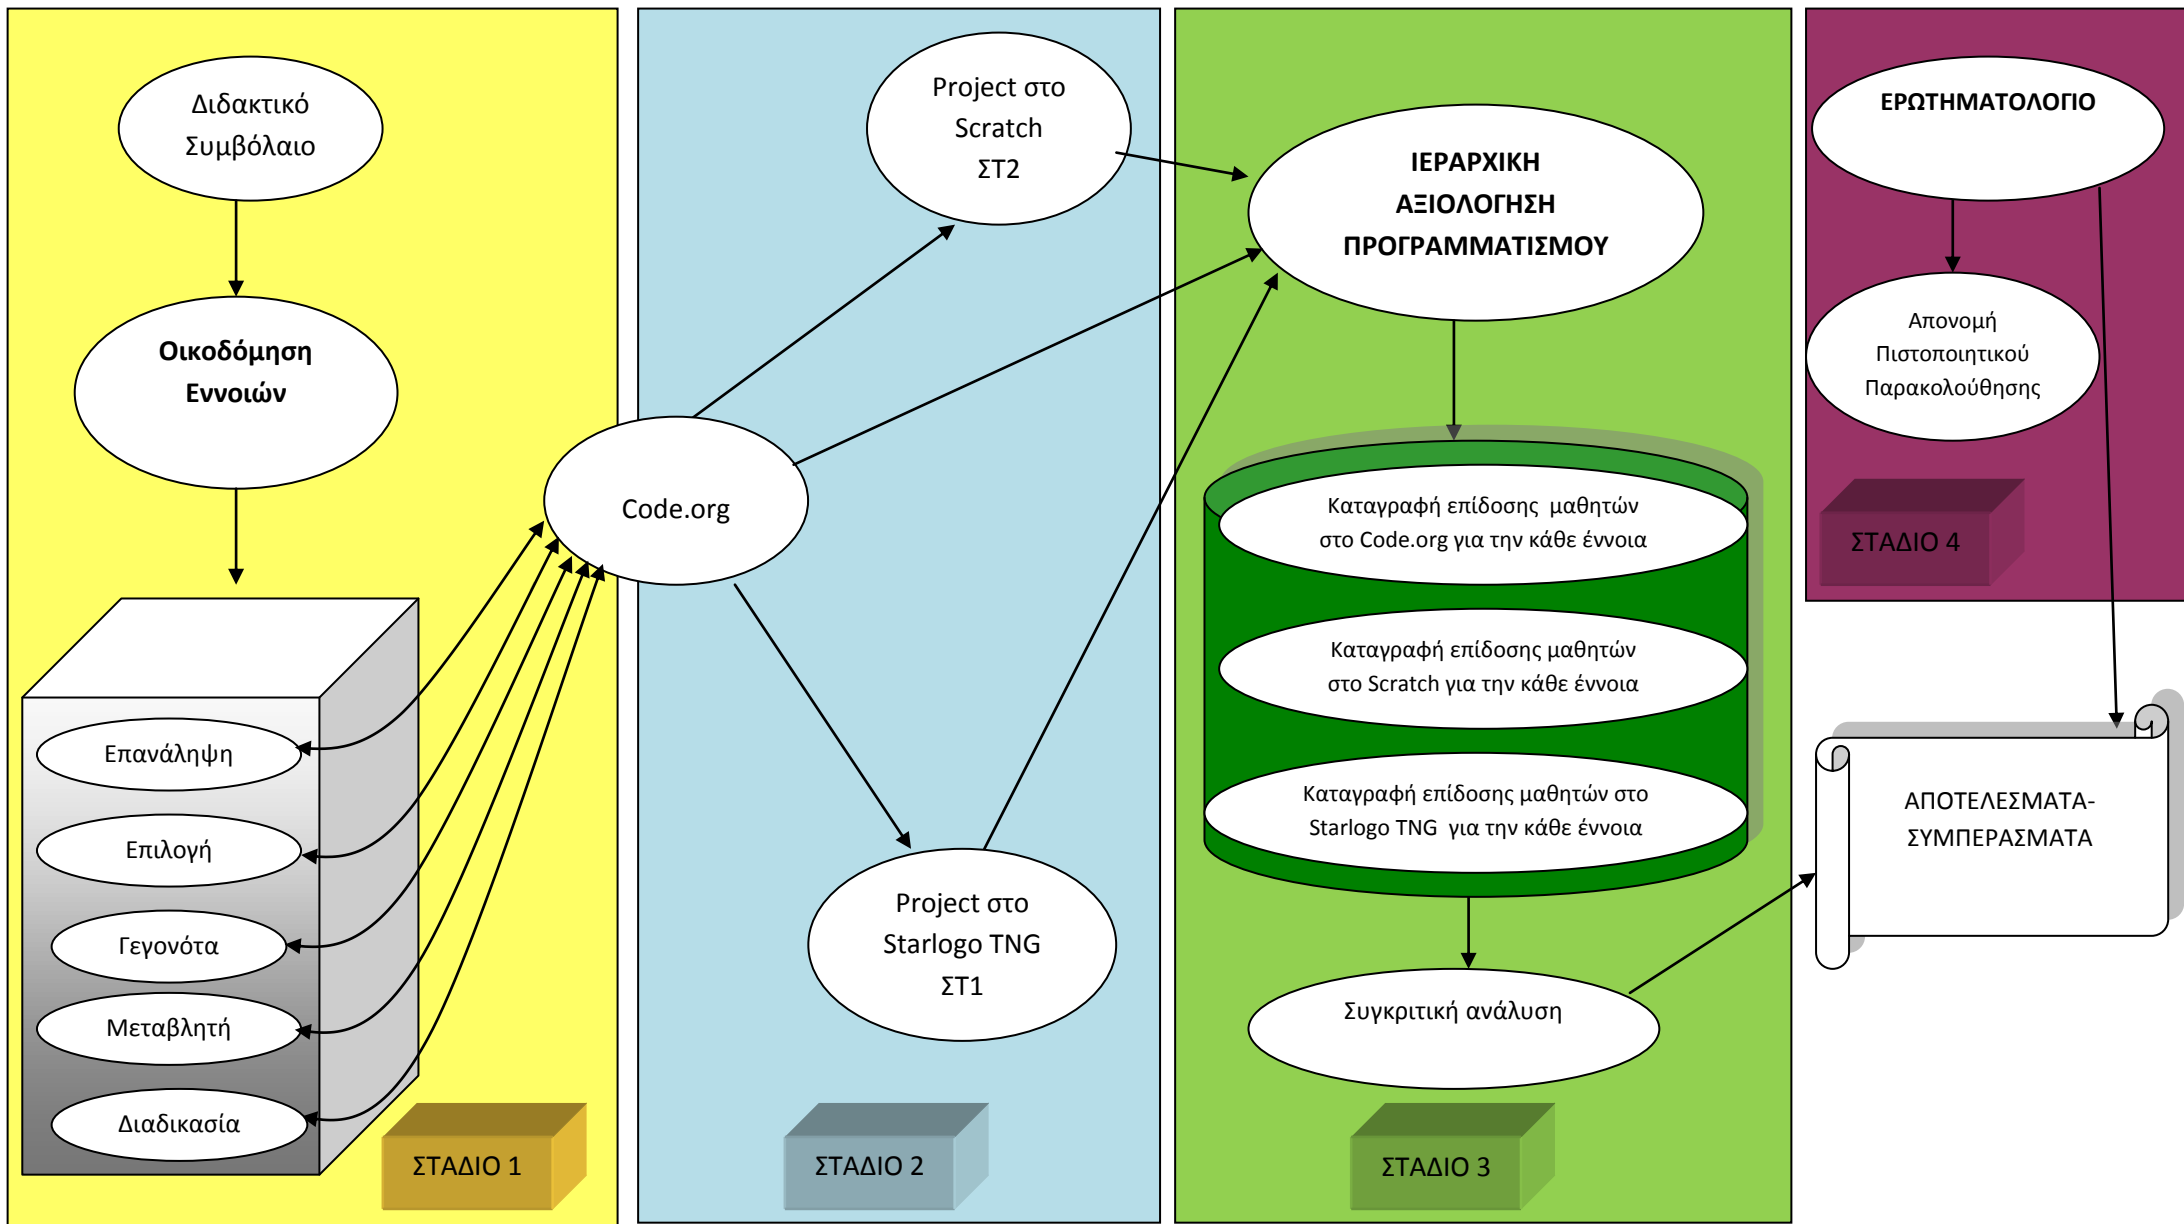 Διδακτικό
Συμβόλαιο
Οικοδόμηση
Εννοιών
Επανάληψη
Επιλογή
Γεγονότα
Μεταβλητή
Διαδικασία
ΣΤΑΔΙΟ 1
Code.org
Project στο
Scratch
ΣΤ2
Project στο
Starlogo TNG
ΣΤ1
ΣΤΑΔΙΟ 2
ΙΕΡΑΡΧΙΚΗ
ΑΞΙΟΛΟΓΗΣΗ
ΠΡΟΓΡΑΜΜΑΤΙΣΜΟΥ
Καταγραφή επίδοσης μαθητών
στο Code.org για την κάθε έννοια
Καταγραφή επίδοσης μαθητών
στο Scratch για την κάθε έννοια
Καταγραφή επίδοσης μαθητών στο
Starlogo TNG για την κάθε έννοια
Συγκριτική ανάλυση
ΣΤΑΔΙΟ 3
ΕΡΩΤΗΜΑΤΟΛΟΓΙΟ
Απονομή
Πιστοποιητικού
Παρακολούθησης
ΣΤΑΔΙΟ 4
ΑΠΟΤΕΛΕΣΜΑΤΑ-
ΣΥΜΠΕΡΑΣΜΑΤΑ